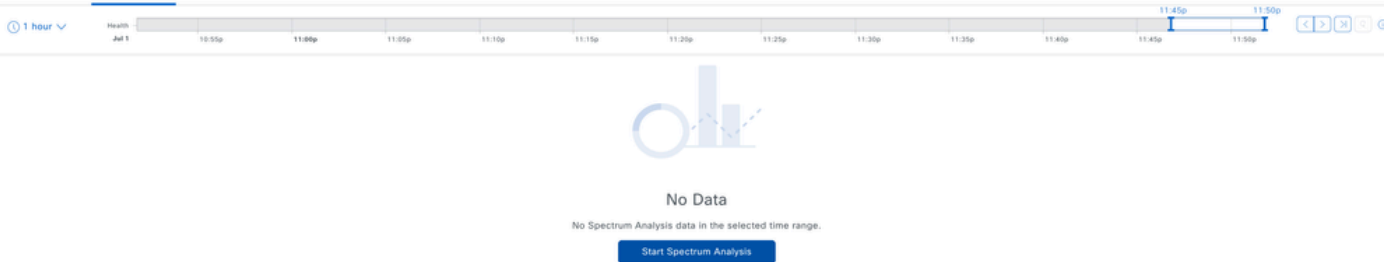 11:45p 11:50p
1 hour
Health
Jul 1 10:55p 11:00p 11:05p 11:10p 11:15p 11:20p 11:25p 11:30p 11:35p 11:40p 11:45p 11:50p
No Data
No Spectrum Analysis data in the selected time range.
Start Spectrum Analysis